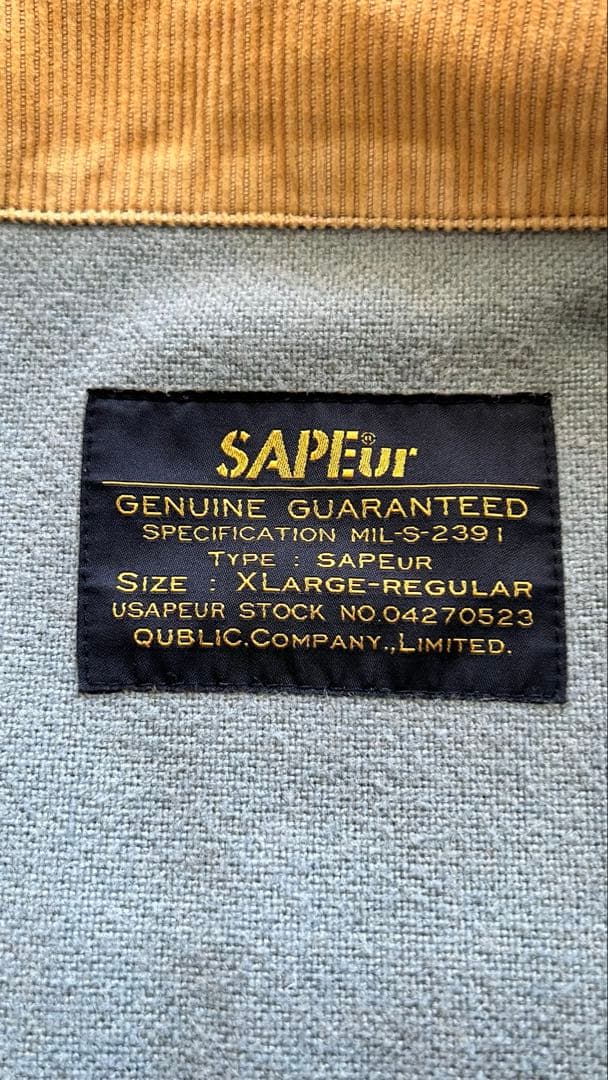 SAPEur
GENUINE GUARANTEED
SPECIFICATION MIL-S-2391
TYPE : SAPEUR
SIZE : XLARGE-REGULAR
USAPEUR STOCK NO.04270523
QUBLIC.COMPANY.,LIMITED.